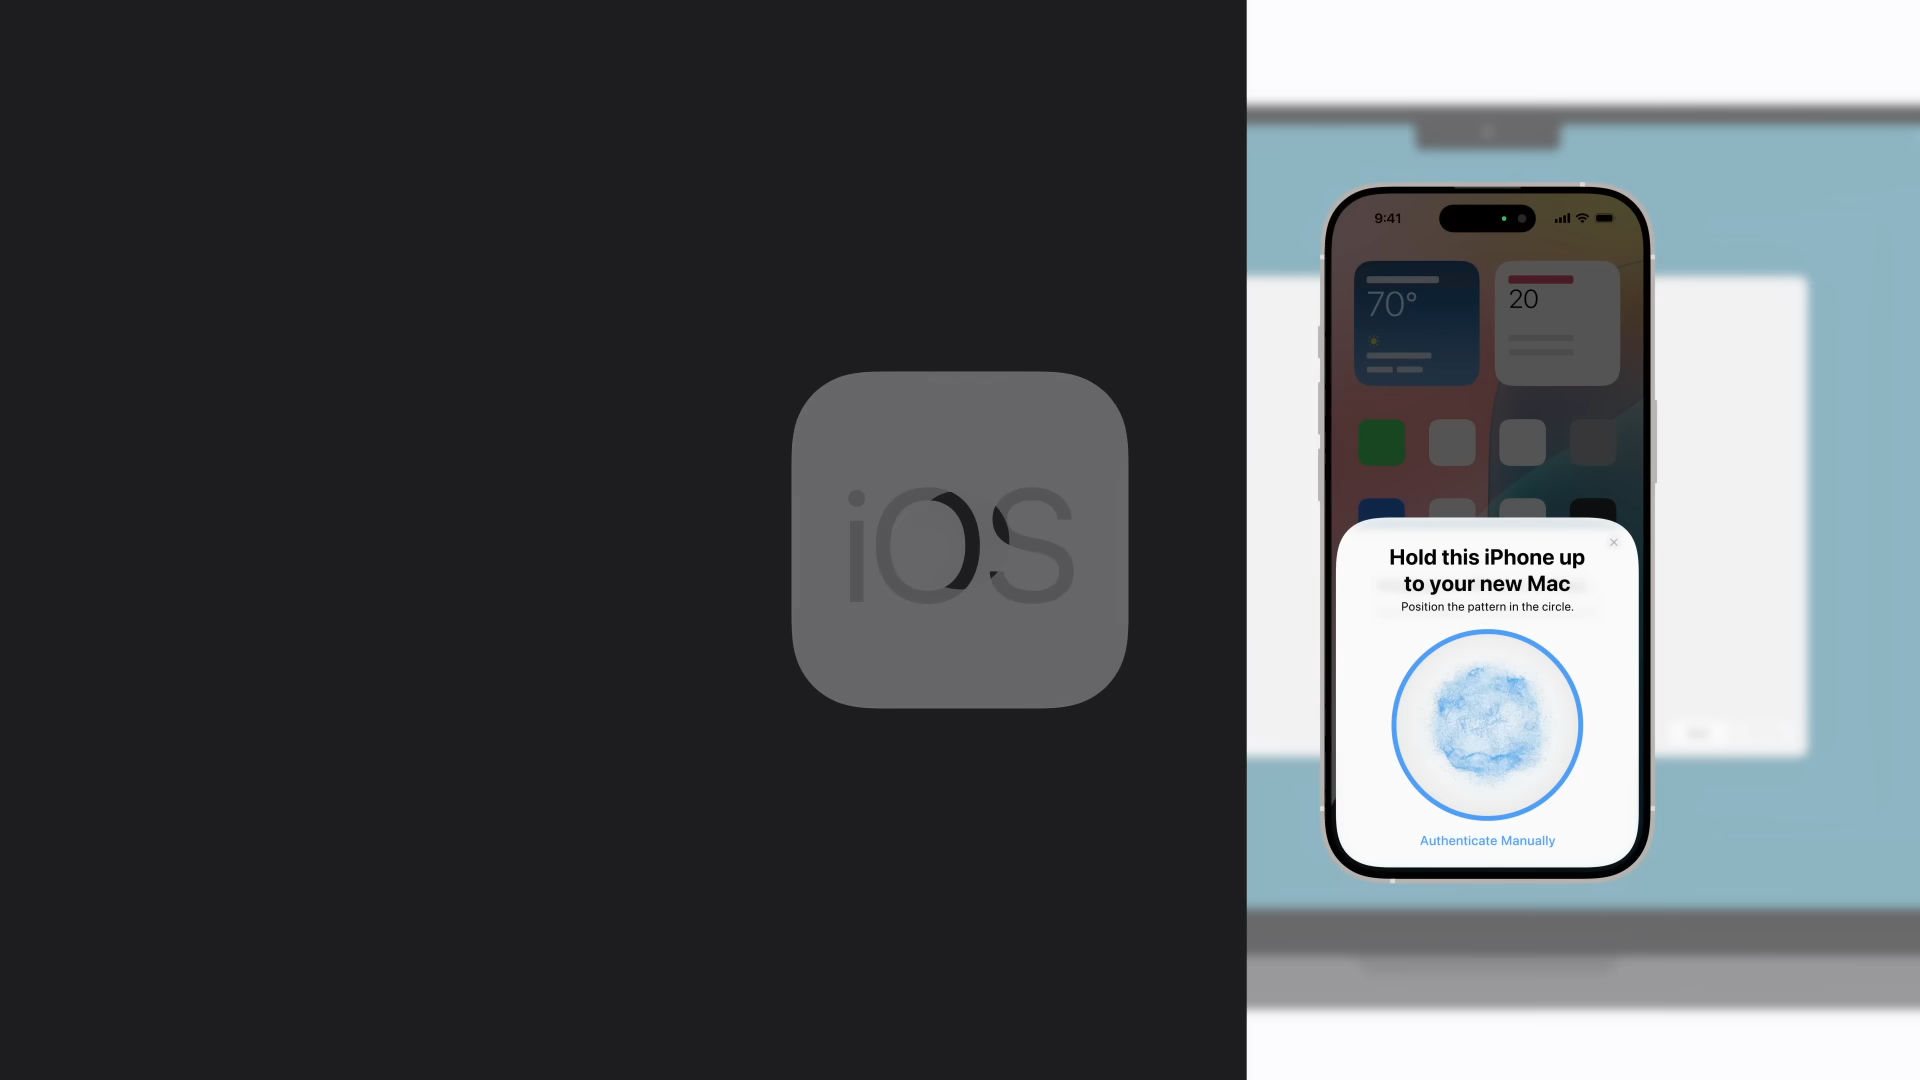 iOS
9:41
70°
20
Hold this iPhone up
to your new Mac
Position the pattern in the circle.
Authenticate Manually